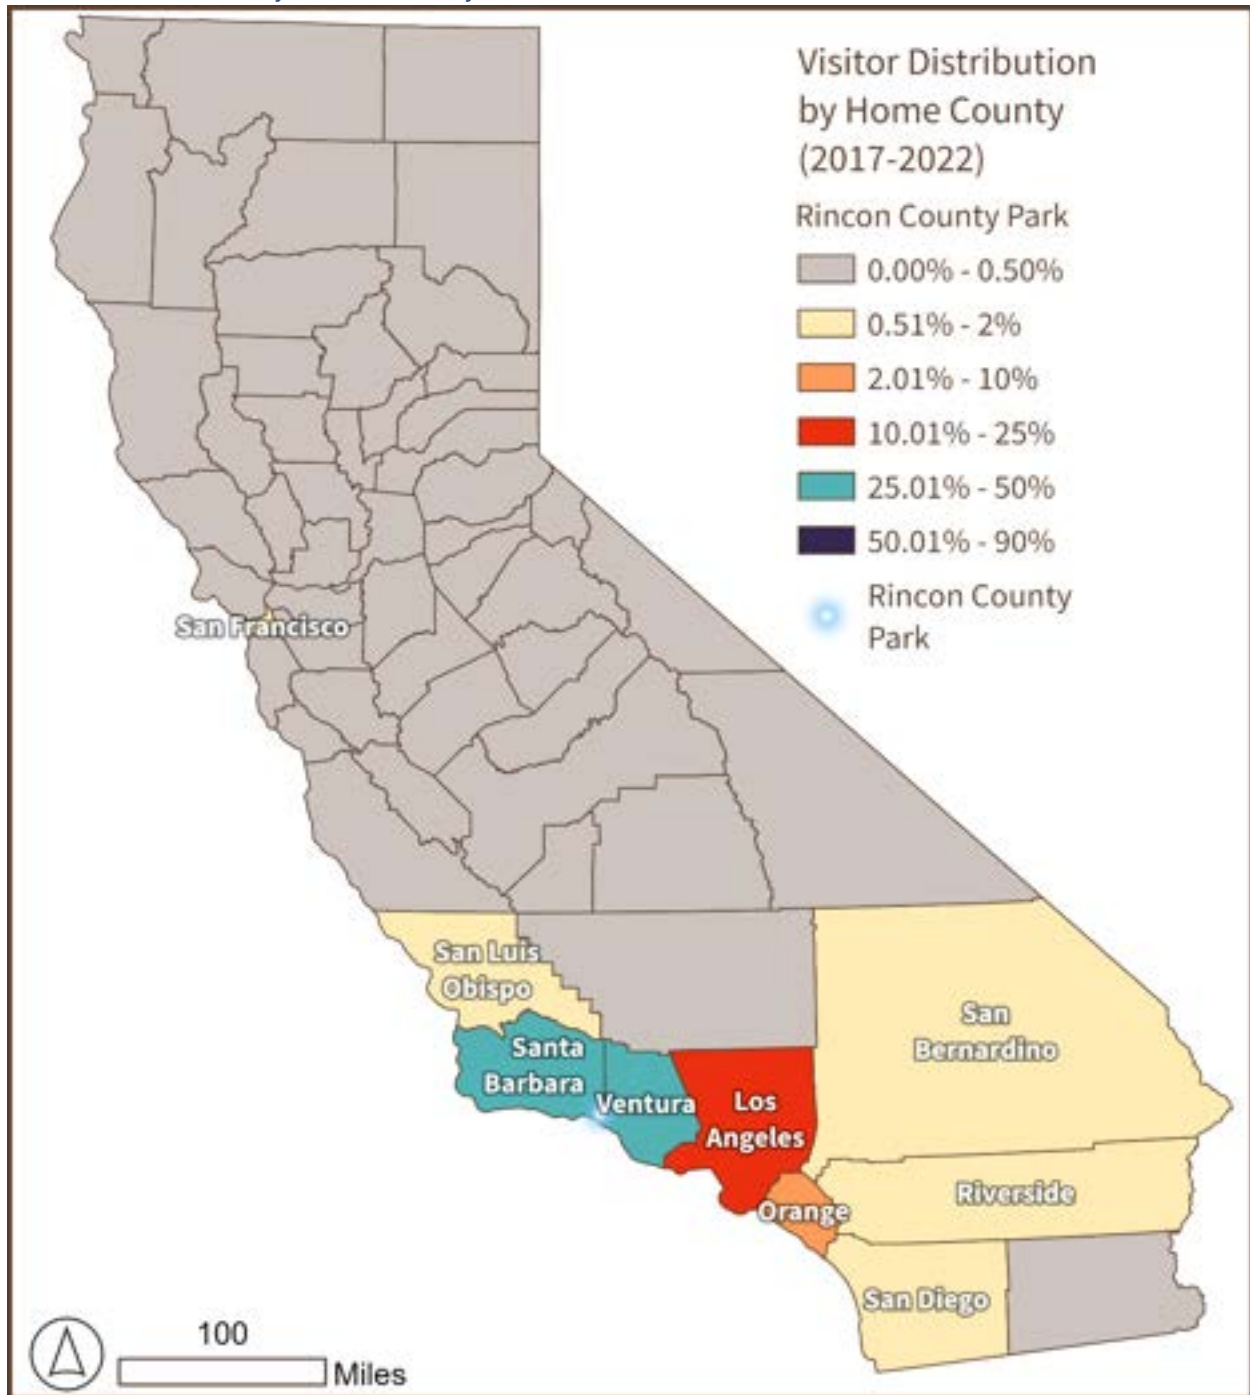 Visitor Distribution
by Home County
(2017-2022)
Rincon County Park
0.00% - 0.50%
0.51% - 2%
2.01% - 10%
10.01% - 25%
25.01% - 50%
50.01% - 90%
Rincon County
Park
San Francisco
San Luis
Obispo
San
Bernardino
Santa
Barbara
Ventura
Los
Angeles
Riverside
Orange
San Diego
100
Miles